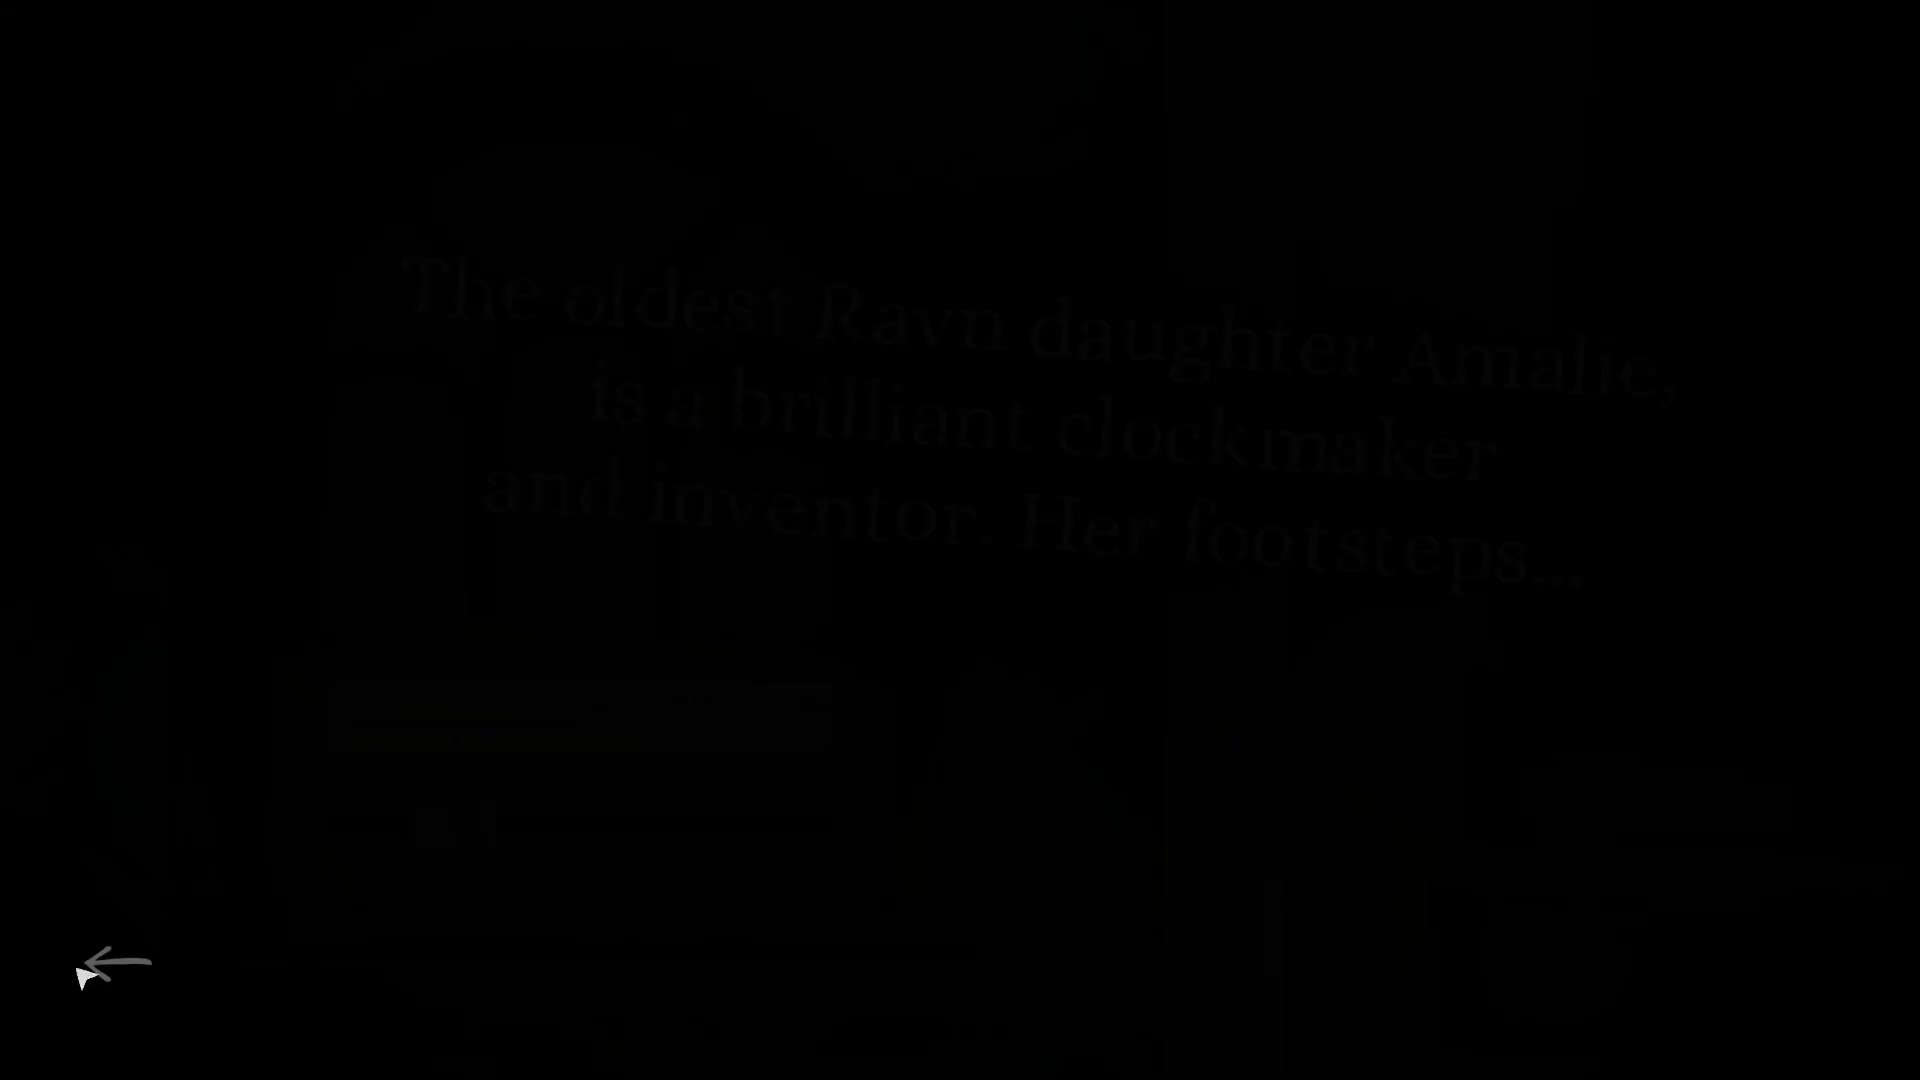 The oldest Ravn daughter Amalie,
is a brilliant clockmaker
and inventor. Her footsteps...